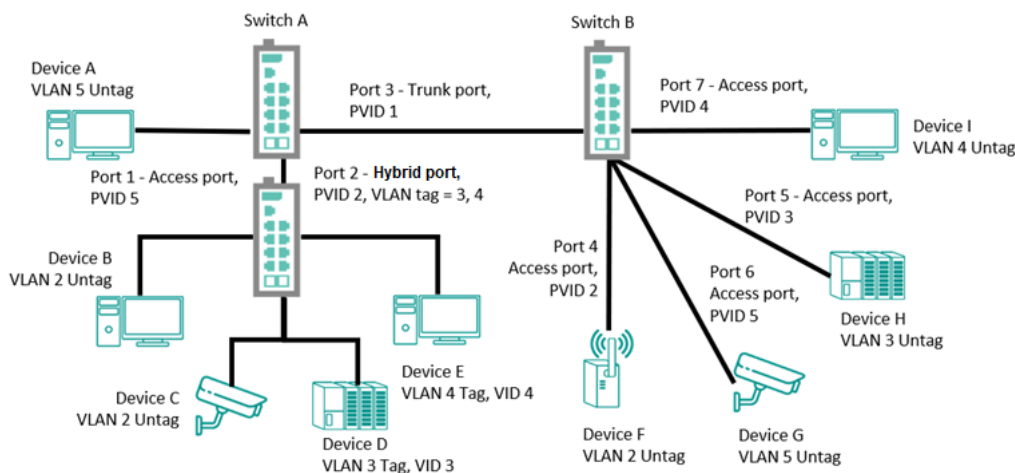 Switch A
Switch B
Device A
VLAN 5 Untag
Port 3 - Trunk port,
PVID 1
Port 7 - Access port,
PVID 4
Device I
VLAN 4 Untag
Port 1 - Access port,
PVID 5
Port 2 - Hybrid port,
PVID 2, VLAN tag = 3, 4
Port 5 - Access port,
PVID 3
Device B
VLAN 2 Untag
Port 4
Access port,
PVID 2
Port 6
Access port,
PVID 5
Device H
VLAN 3 Untag
Device E
VLAN 4 Tag, VID 4
Device C
VLAN 2 Untag
Device D
VLAN 3 Tag, VID 3
Device F
VLAN 2 Untag
Device G
VLAN 5 Untag